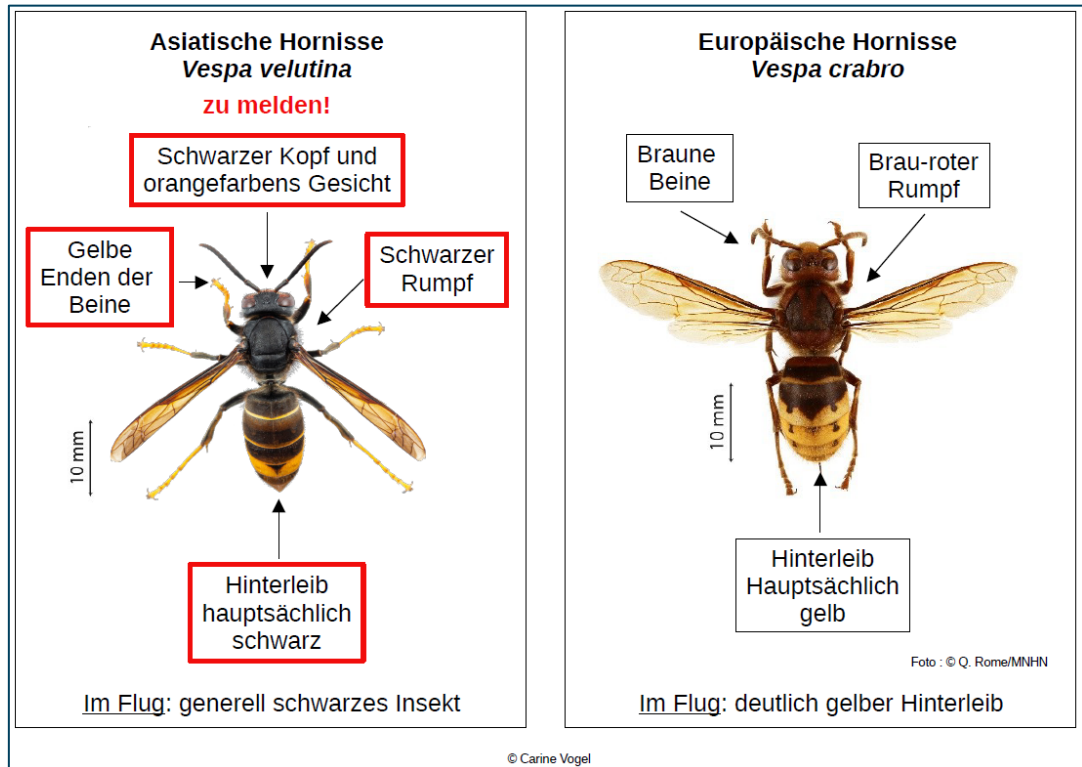 Asiatische Hornisse
Vespa velutina
zu melden!
Schwarzer Kopf und
orangefarbens Gesicht
Gelbe
Enden der
Beine
Schwarzer
Rumpf
10 mm
Hinterleib
hauptsächlich
schwarz
Im Flug: generell schwarzes Insekt
Europäische Hornisse
Vespa crabro
Braune
Beine
Brau-roter
Rumpf
10 mm
Hinterleib
Hauptsächlich
gelb
Foto : © Q. Rome/MNHN
Im Flug: deutlich gelber Hinterleib
© Carine Vogel